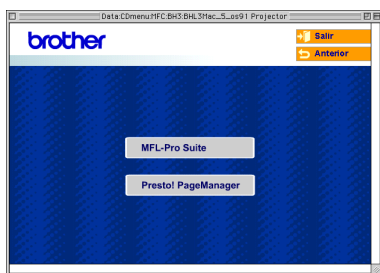 Data:CDmenu:MFC:BH3:BHL3Mac_5_os91 Projector
brother
Salir
Anterior
MFL-Pro Suite
Presto! PageManager